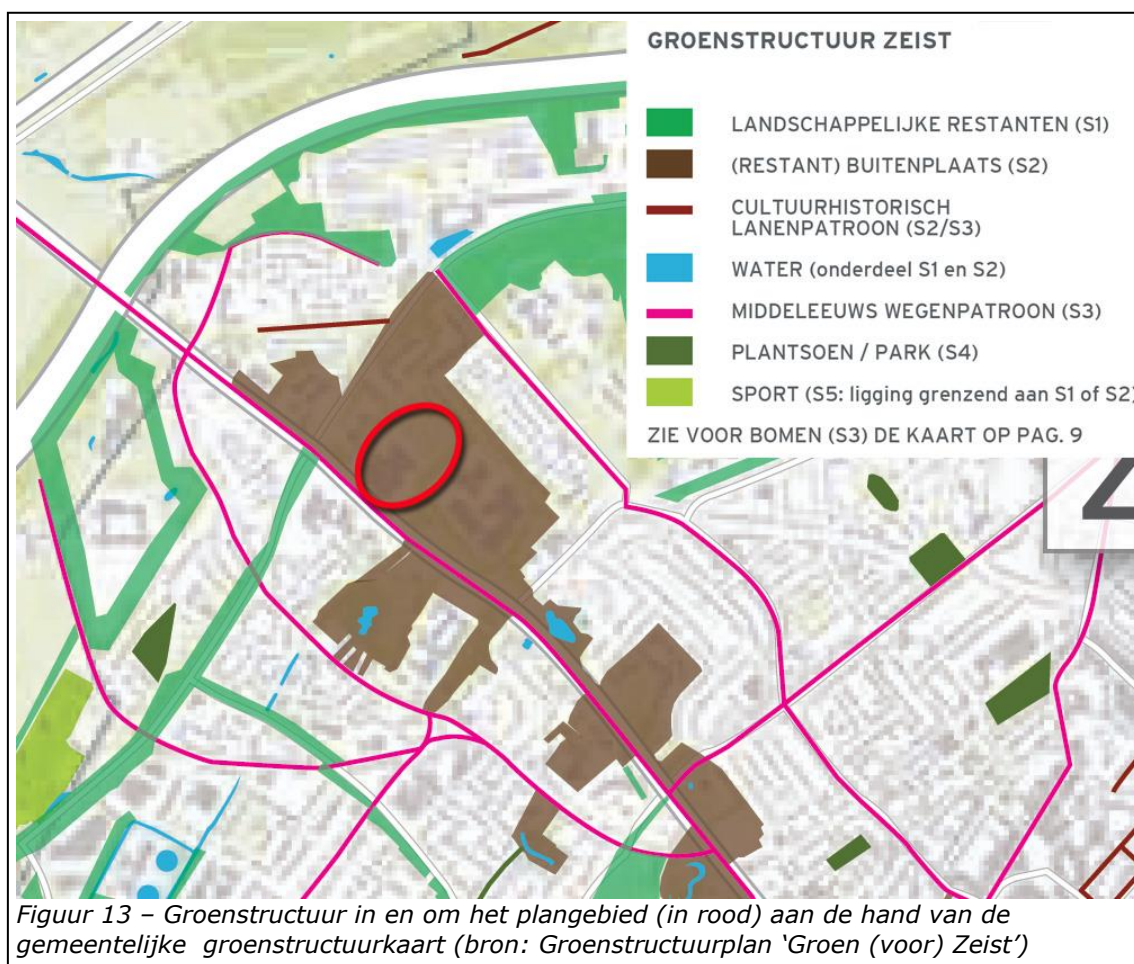 GROENSTRUCTUUR ZEIST
LANDSCHAPPELIJKE RESTANTEN (S1)
(RESTANT) BUITENPLAATS (S2)
CULTUURHISTORISCH
LANENPATROON (S2/S3)
WATER (onderdeel S1 en S2)
MIDDELEEUWS WEGENPATROON (S3)
PLANTSOEN / PARK (S4)
SPORT (S5: ligging grenzend aan S1 of S2)
ZIE VOOR BOMEN (S3) DE KAART OP PAG. 9
Figuur 13 – Groenstructuur in en om het plangebied (in rood) aan de hand van de
gemeentelijke groenstructuurkaart (bron: Groenstructuurplan ‘Groen (voor) Zeist’)